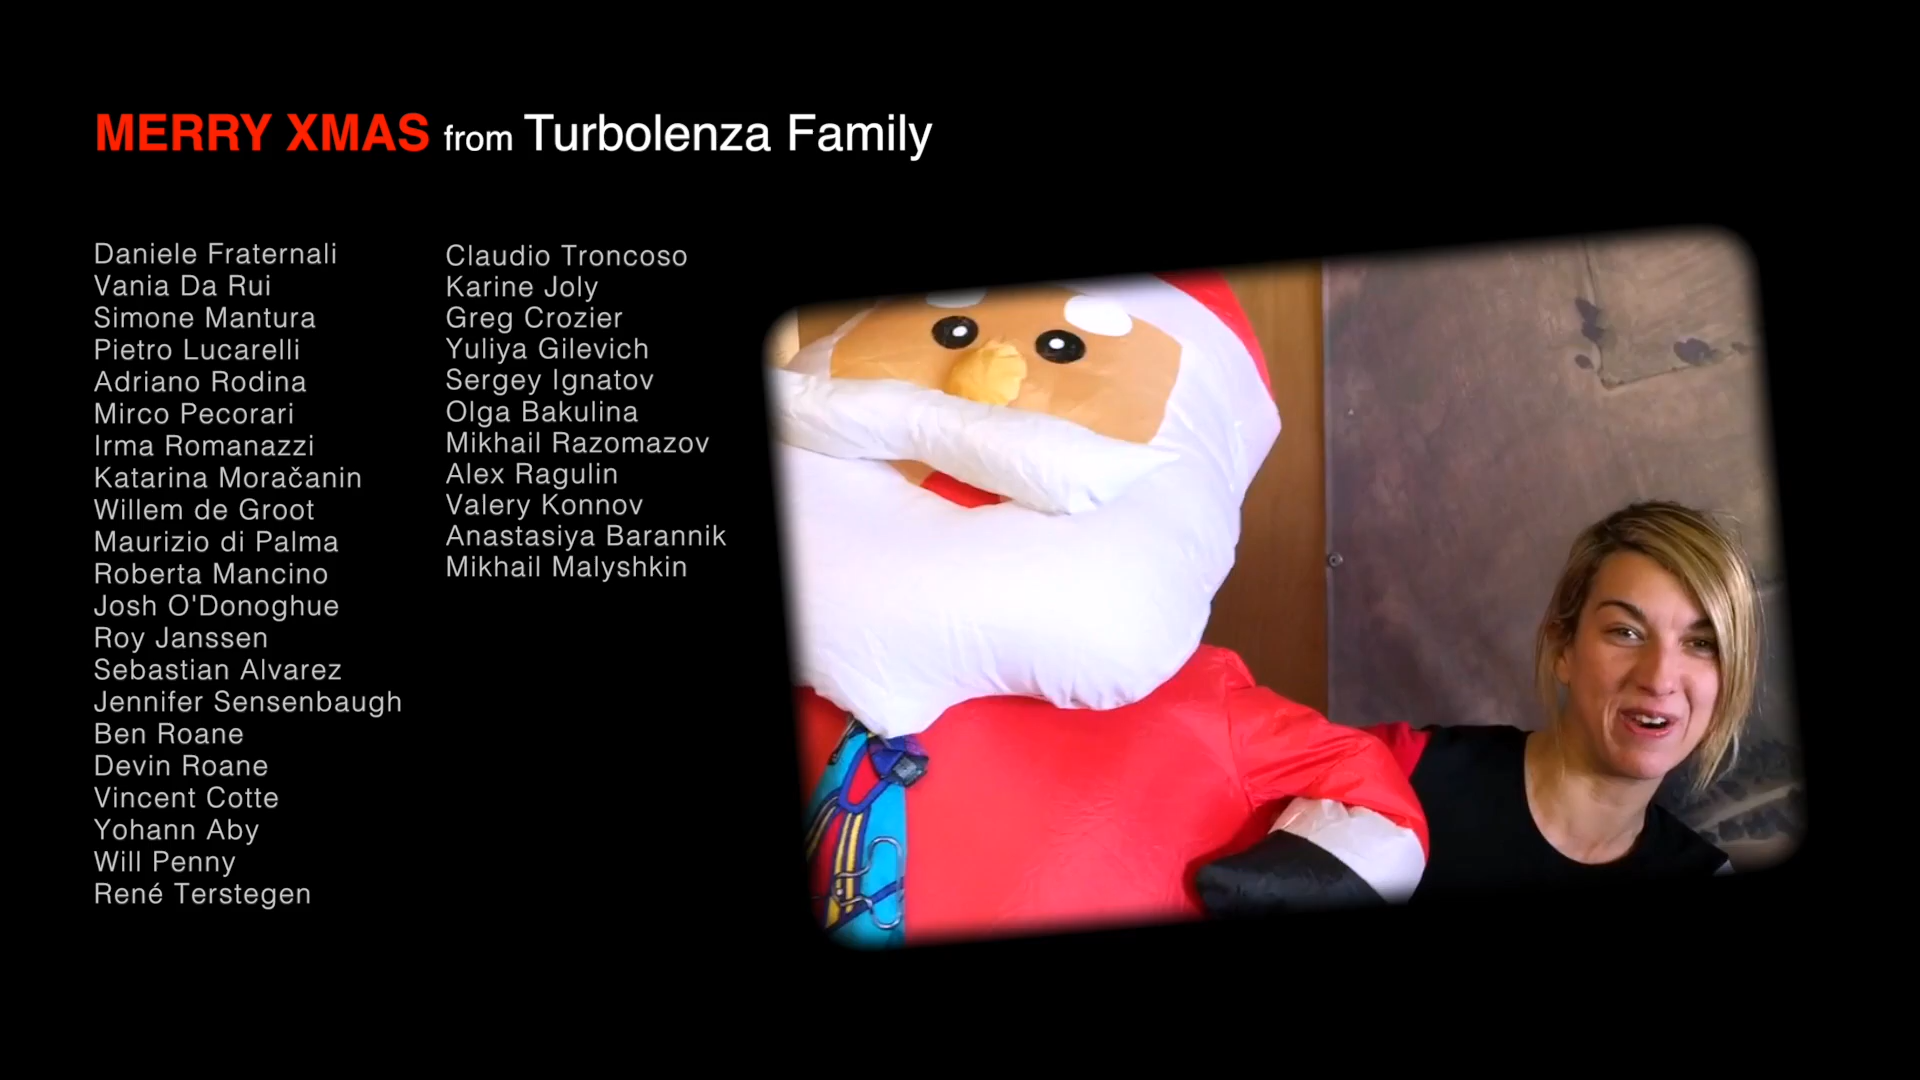 MERRY XMAS from Turbolenza Family
Daniele Fraternali
Vania Da Rui
Simone Mantura
Pietro Lucarelli
Adriano Rodina
Mirco Pecorari
Irma Romanazzi
Katarina Moračanin
Willem de Groot
Maurizio di Palma
Roberta Mancino
Josh O'Donoghue
Roy Janssen
Sebastian Alvarez
Jennifer Sensenbaugh
Ben Roane
Devin Roane
Vincent Cotte
Yohann Aby
Will Penny
René Terstegen
Claudio Troncoso
Karine Joly
Greg Crozier
Yuliya Gilevich
Sergey Ignatov
Olga Bakulina
Mikhail Razomazov
Alex Ragulin
Valery Konnov
Anastasiya Barannik
Mikhail Malyshkin